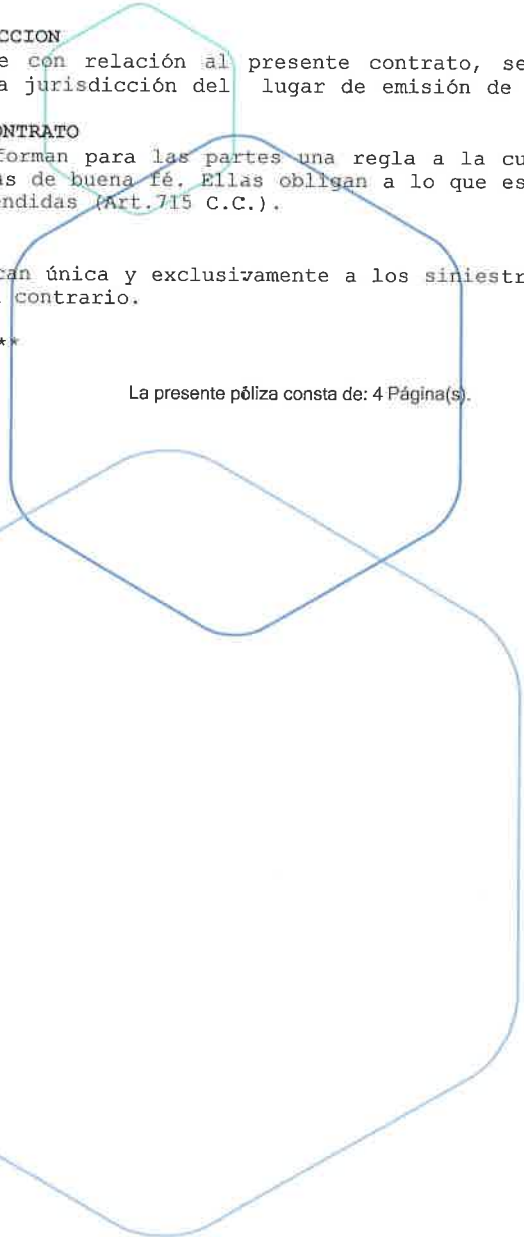 CCION
e con relación al presente contrato, se
a jurisdicción del lugar de emisión de
ONTRATO
forman para las partes una regla a la cu
as de buena fé. Ellas obligan a lo que es
endidas (Art.715 C.C.).
can única y exclusivamente a los siniestr
contrario.
**
La presente póliza consta de: 4 Página(s).